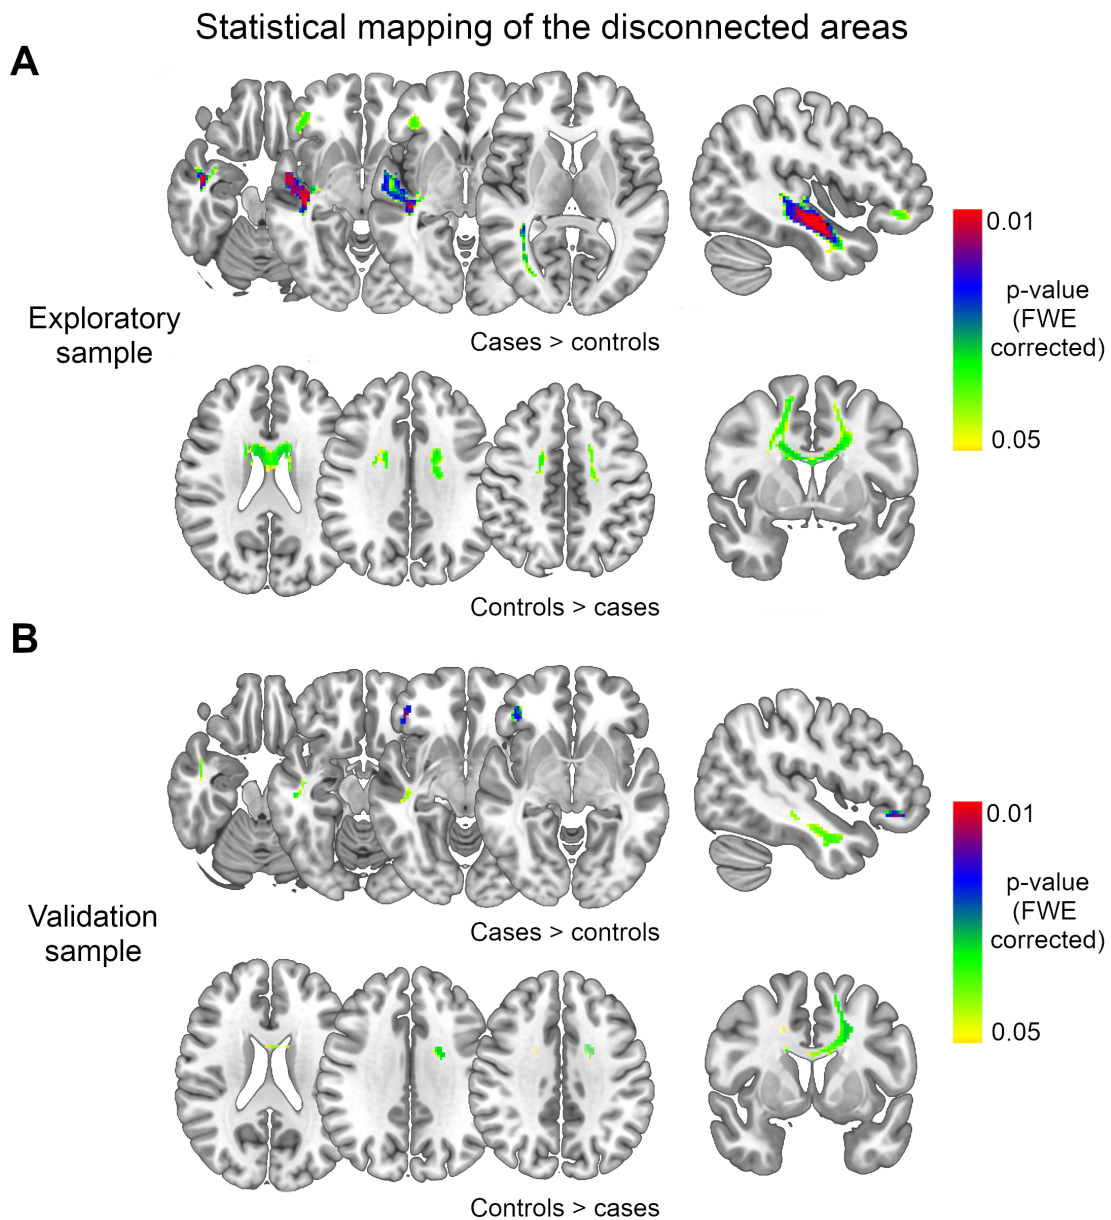 Statistical mapping of the disconnected areas
A
Exploratory
sample
Cases > controls
0.01
p-value
(FWE
corrected)
0.05
Controls > cases
B
Validation
sample
Cases > controls
0.01
p-value
(FWE
corrected)
0.05
Controls > cases